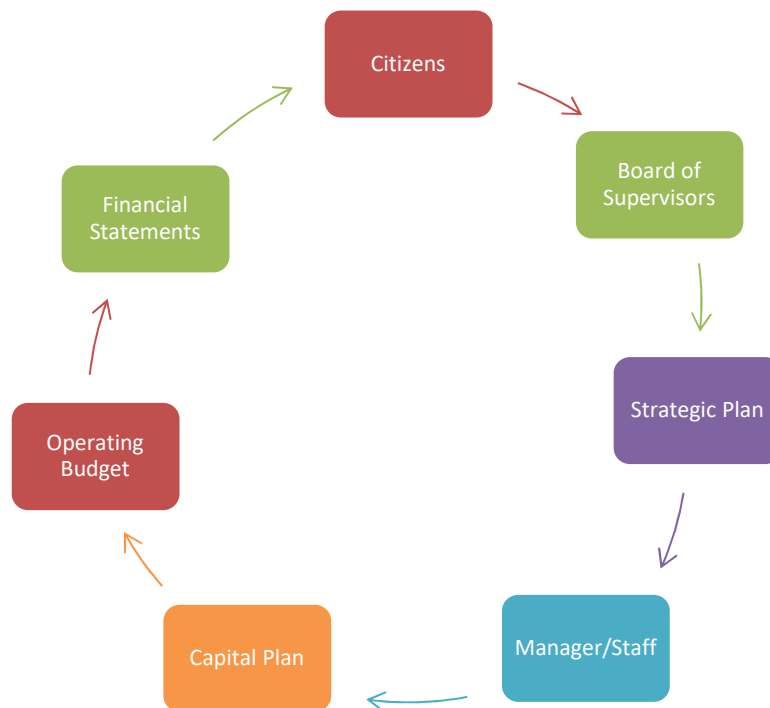 Citizens
Board of
Supervisors
Strategic Plan
Manager/Staff
Capital Plan
Operating
Budget
Financial
Statements